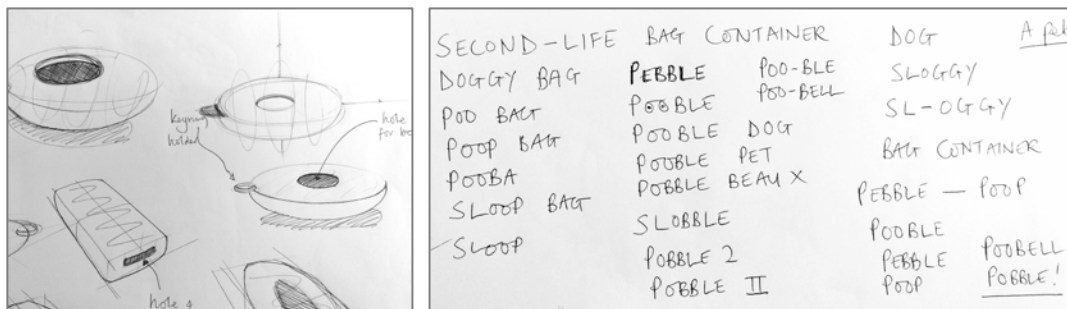 keyring
holder
hole
for
hole 4
SECOND-LIFE BAG CONTAINER DOG
DOGGY BAG PEBBLE POO-BLE SLOGGY
POO-BELL
POO BAG POOBLE SL-OGGY
POOP BAG POOBLE DOG BAG CONTAINER
POOBA POOBLE PET
POBBLE BEAU X PEBBLE — POOP
SLOOP BAG SLOBBLE POOBLE
SLOOP POBBLE 2 PEBBLE POOBELL
POBBLE II POOP POBBLE!
A